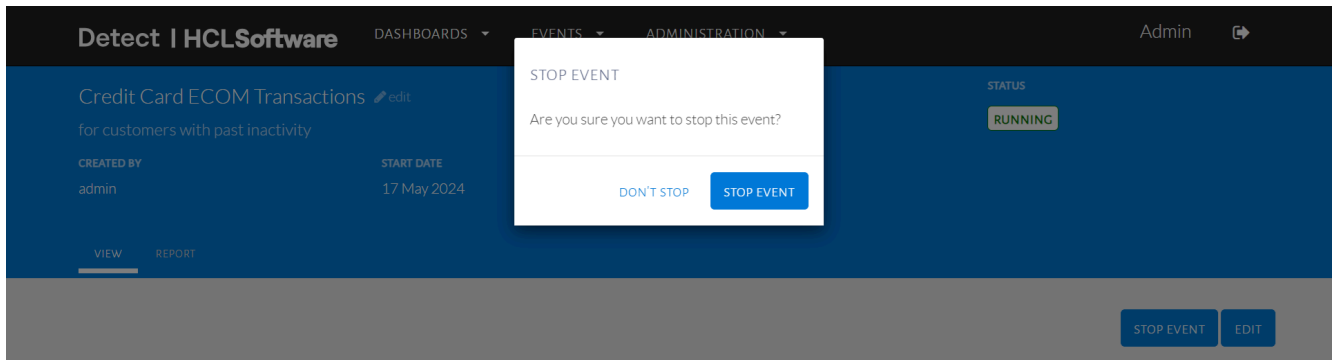 Detect | HCLSoftware DASHBOARDS EVENTS ADMINISTRATION Admin
STOP EVENT
Are you sure you want to stop this event?
DON'T STOP STOP EVENT
Credit Card ECOM Transactions edit
for customers with past inactivity
CREATED BY START DATE
admin 17 May 2024
STATUS
RUNNING
VIEW REPORT
STOP EVENT EDIT